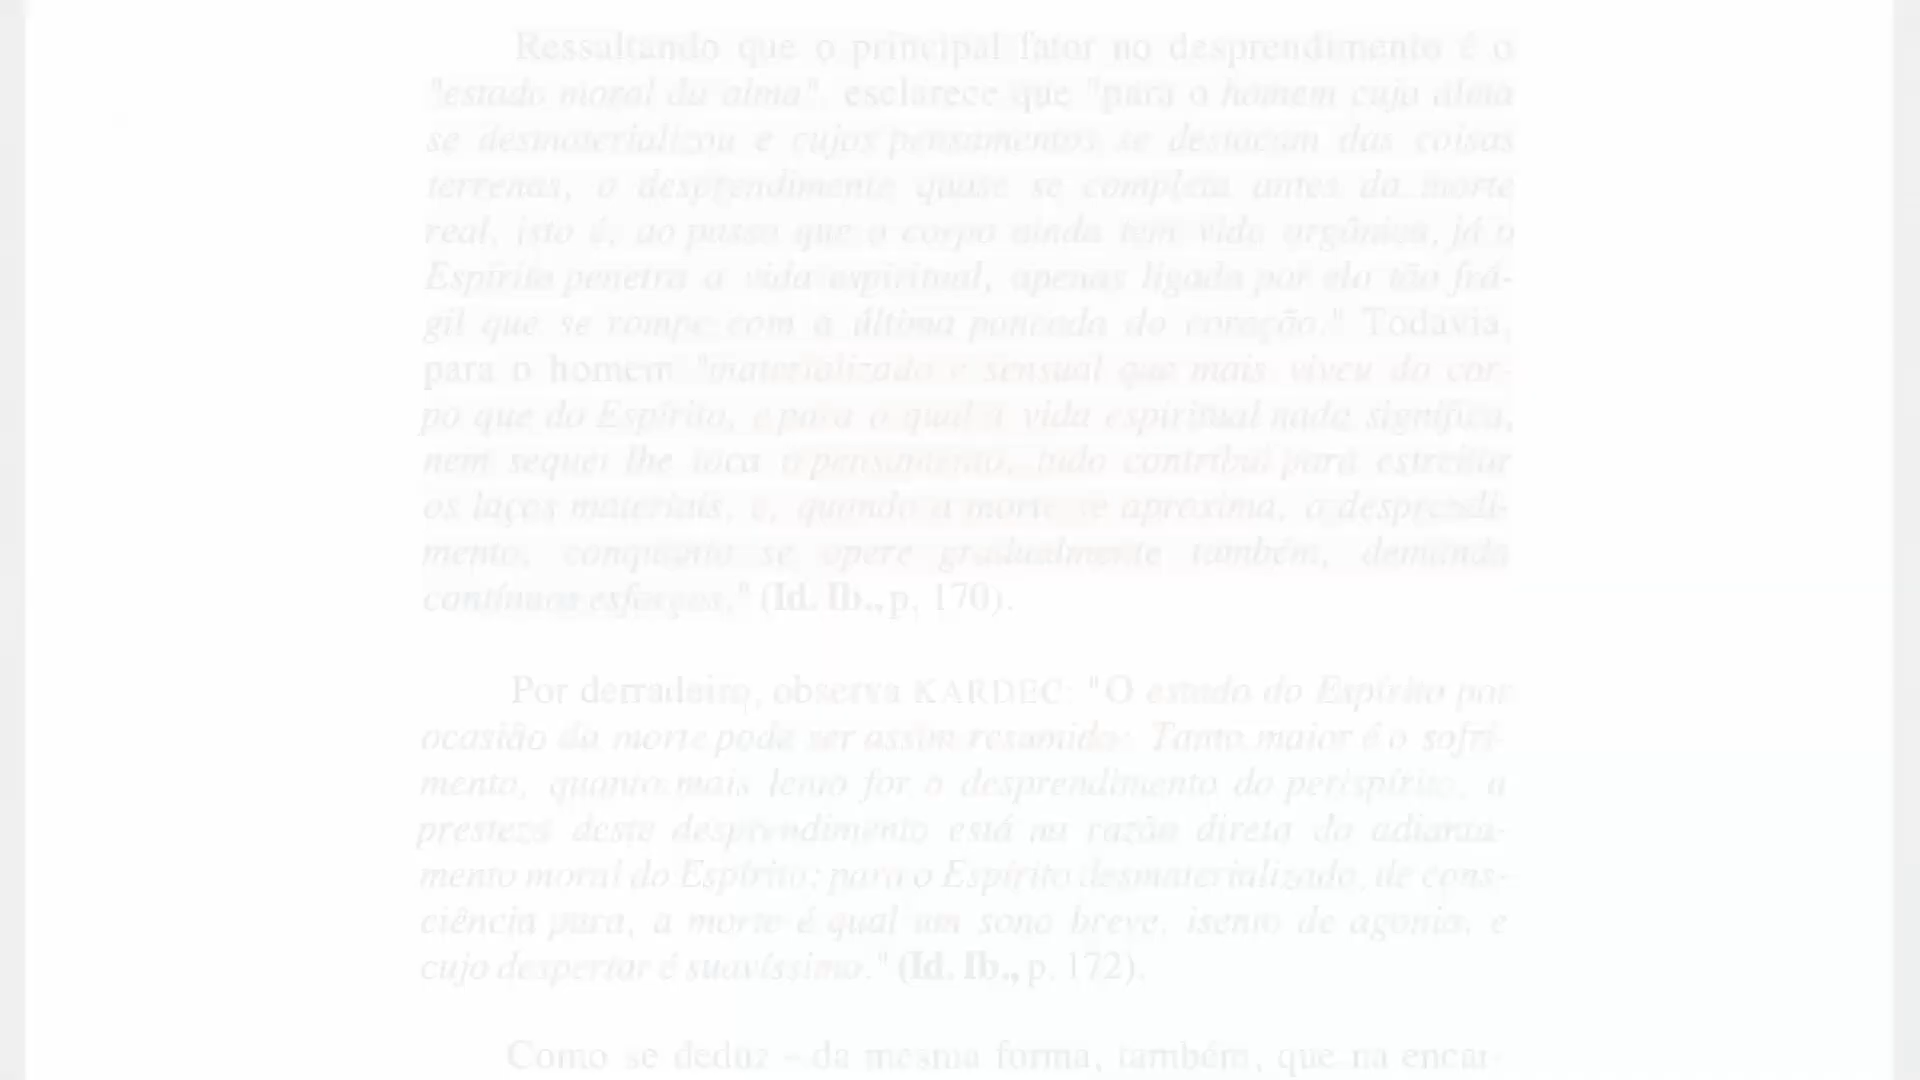 Ressaltando que o principal fator no desprendimento é o
"estado moral da alma", esclarece que "para o homem cuja alma
se desmaterializou e cujos pensamentos se destacam das coisas
terrenas, o desprendimento quase se completa antes da morte
real, isto é, ao passo que o corpo ainda tem vida orgânica, já o
Espírito penetra a vida espiritual, apenas ligado por elo tão frá-
gil que se rompe com a última pancada do coração." Todavia,
para o homem "materializado e sensual que mais viveu do cor-
po que do Espírito, e para o qual a vida espiritual nada significa,
nem sequer lhe toca o pensamento, tudo contribui para estreitar
os laços materiais, e, quando a morte se aproxima, o desprendi-
mento, conquanto se opere gradualmente também, demanda
contínuos esforços." (Id. Ib., p. 170).
Por derradeiro, observa KARDEC: "O estado do Espírito por
ocasião da morte pode ser assim resumido: Tanto maior é o sofri-
mento, quanto mais lento for o desprendimento do perispírito, a
presteza deste desprendimento está na razão direta do adianta-
mento moral do Espírito; para o Espírito desmaterializado, de cons-
ciência pura, a morte é qual um sono breve, isento de agonia, e
cujo despertar é suavíssimo." (Id. Ib., p. 172).
Como se deduz - da mesma forma, também, que na encar-